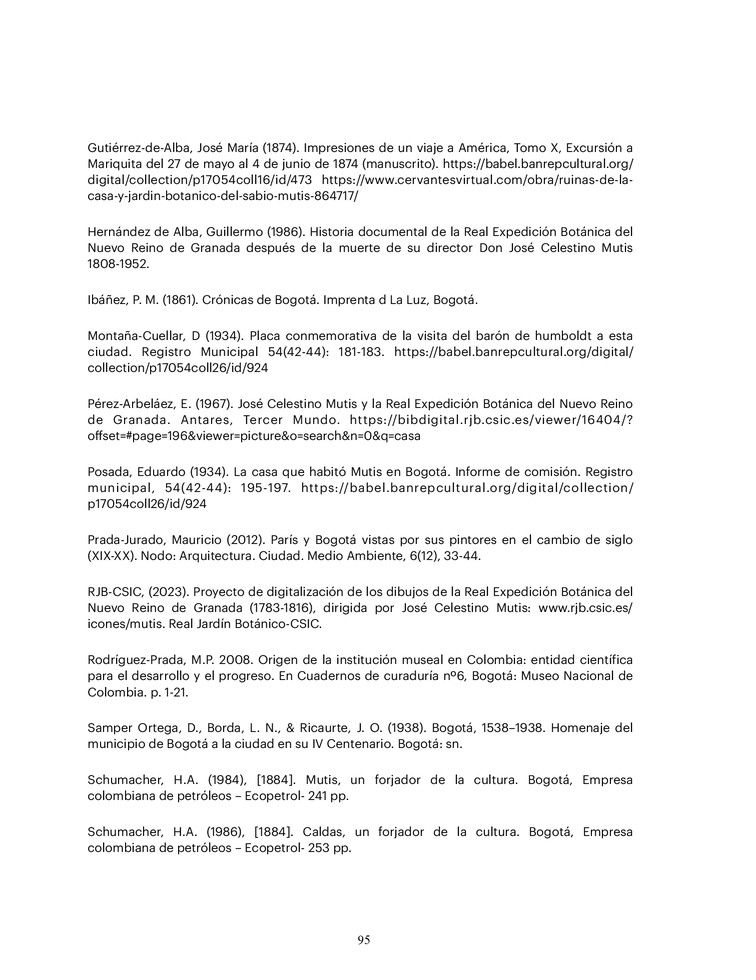 Gutiérrez-de-Alba, José María (1874). Impresiones de un viaje a América, Tomo X, Excursión a
Mariquita del 27 de mayo al 4 de junio de 1874 (manuscrito). https://babel.banrepcultural.org/
digital/collection/p17054coll16/id/473 https://www.cervantesvirtual.com/obra/ruinas-de-la-
casa-y-jardin-botanico-del-sabio-mutis-864717/
Hernández de Alba, Guillermo (1986). Historia documental de la Real Expedición Botánica del
Nuevo Reino de Granada después de la muerte de su director Don José Celestino Mutis
1808-1952.
Ibáñez, P. M. (1861). Crónicas de Bogotá. Imprenta d La Luz, Bogotá.
Montaña-Cuellar, D (1934). Placa conmemorativa de la visita del barón de humboldt a esta
ciudad. Registro Municipal 54(42-44): 181-183. https://babel.banrepcultural.org/digital/
collection/p17054coll26/id/924
Pérez-Arbeláez, E. (1967). José Celestino Mutis y la Real Expedición Botánica del Nuevo Reino
de Granada. Antares, Tercer Mundo. https://bibdigital.rjb.csic.es/viewer/16404/?
offset=#page=196&viewer=picture&o=search&n=0&q=casa
Posada, Eduardo (1934). La casa que habitó Mutis en Bogotá. Informe de comisión. Registro
municipal, 54(42-44): 195-197. https://babel.banrepcultural.org/digital/collection/
p17054coll26/id/924
Prada-Jurado, Mauricio (2012). París y Bogotá vistas por sus pintores en el cambio de siglo
(XIX-XX). Nodo: Arquitectura. Ciudad. Medio Ambiente, 6(12), 33-44.
RJB-CSIC, (2023). Proyecto de digitalización de los dibujos de la Real Expedición Botánica del
Nuevo Reino de Granada (1783-1816), dirigida por José Celestino Mutis: www.rjb.csic.es/
icones/mutis. Real Jardín Botánico-CSIC.
Rodríguez-Prada, M.P. 2008. Origen de la institución museal en Colombia: entidad científica
para el desarrollo y el progreso. En Cuadernos de curaduría nº6, Bogotá: Museo Nacional de
Colombia. p. 1-21.
Samper Ortega, D., Borda, L. N., & Ricaurte, J. O. (1938). Bogotá, 1538–1938. Homenaje del
municipio de Bogotá a la ciudad en su IV Centenario. Bogotá: sn.
Schumacher, H.A. (1984), [1884]. Mutis, un forjador de la cultura. Bogotá, Empresa
colombiana de petróleos – Ecopetrol- 241 pp.
Schumacher, H.A. (1986), [1884]. Caldas, un forjador de la cultura. Bogotá, Empresa
colombiana de petróleos – Ecopetrol- 253 pp.
95